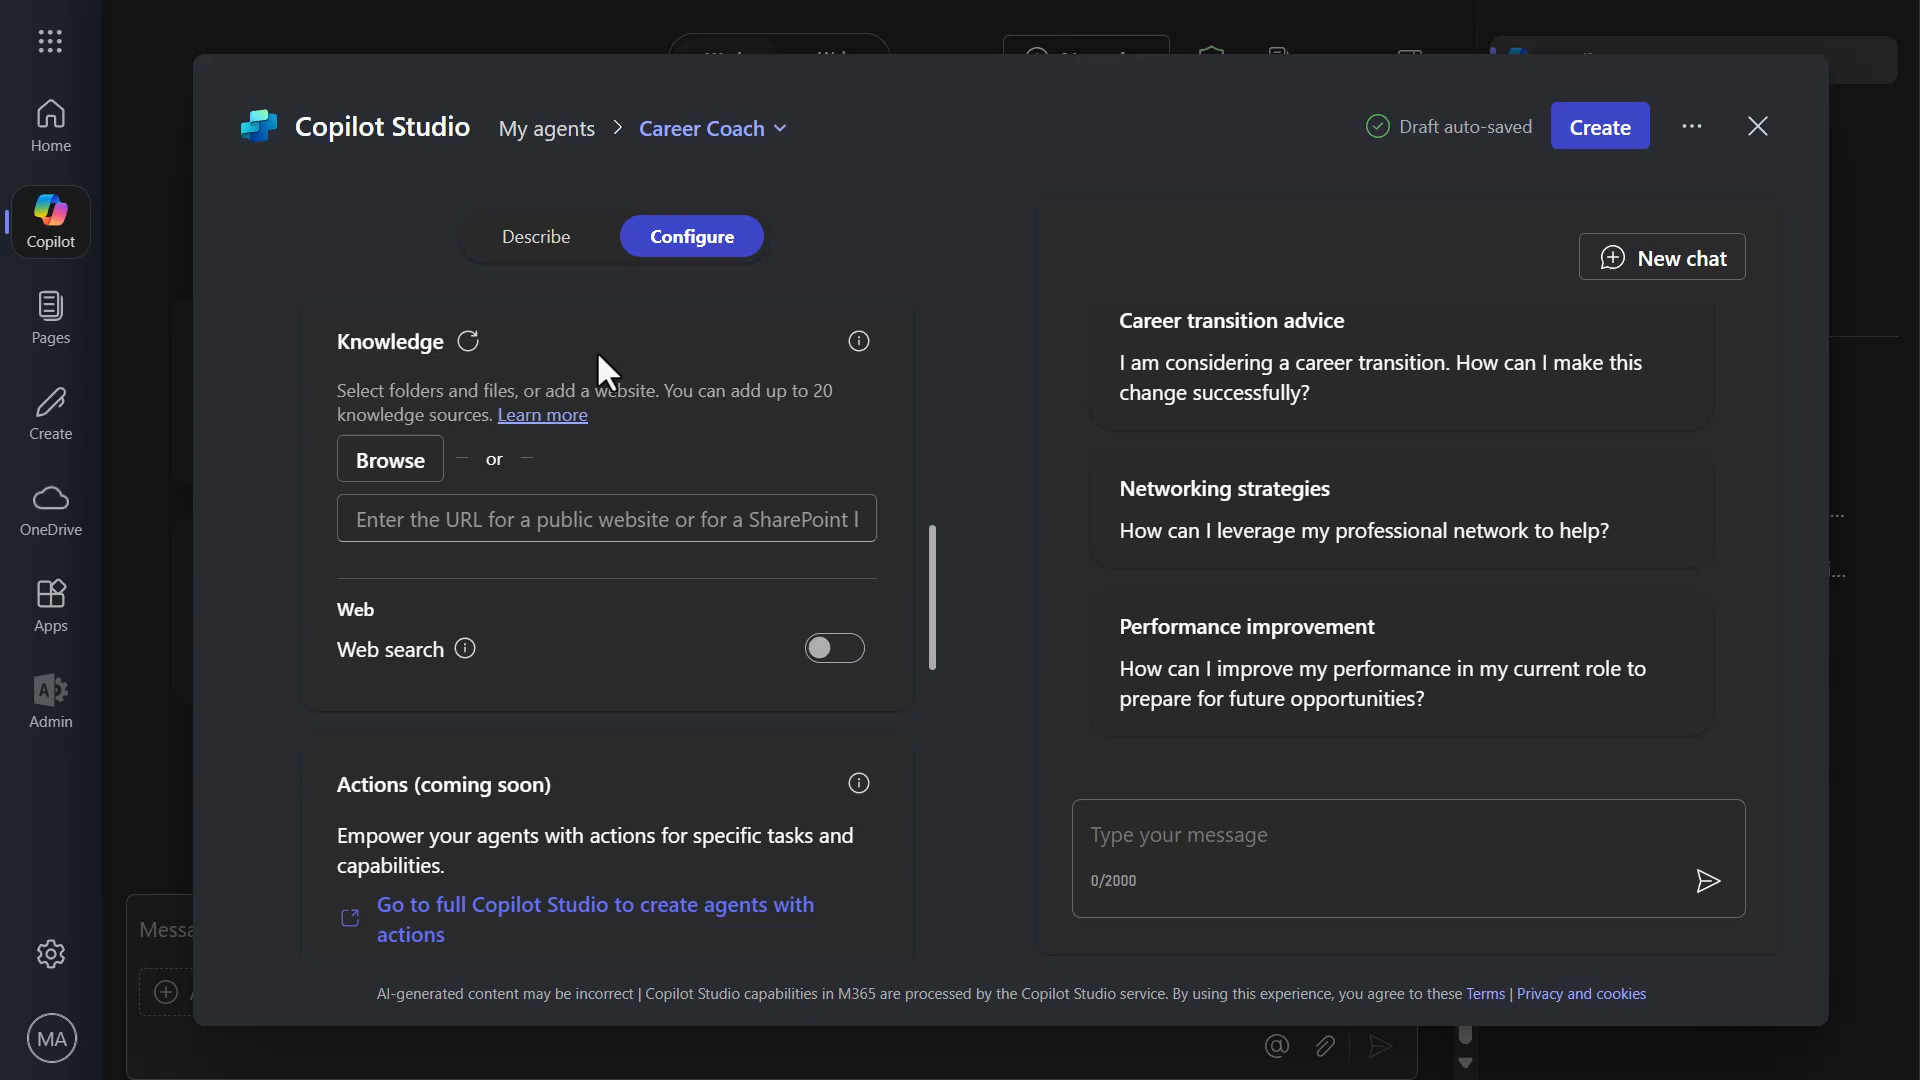 Home
Copilot
Pages
Create
OneDrive
Apps
Admin
MA
Copilot Studio
My agents
Career Coach
Draft auto-saved
Create
Describe
Configure
Knowledge
Select folders and files, or add a website. You can add up to 20
knowledge sources. Learn more
Browse
or
Enter the URL for a public website or for a SharePoint
Web
Web search
Actions (coming soon)
Empower your agents with actions for specific tasks and
capabilities.
Go to full Copilot Studio to create agents with
actions
New chat
Career transition advice
I am considering a career transition. How can I make this
change successfully?
Networking strategies
How can I leverage my professional network to help?
Performance improvement
How can I improve my performance in my current role to
prepare for future opportunities?
Type your message
0/2000
AI-generated content may be incorrect | Copilot Studio capabilities in M365 are processed by the Copilot Studio service. By using this experience, you agree to these Terms | Privacy and cookies
Messa